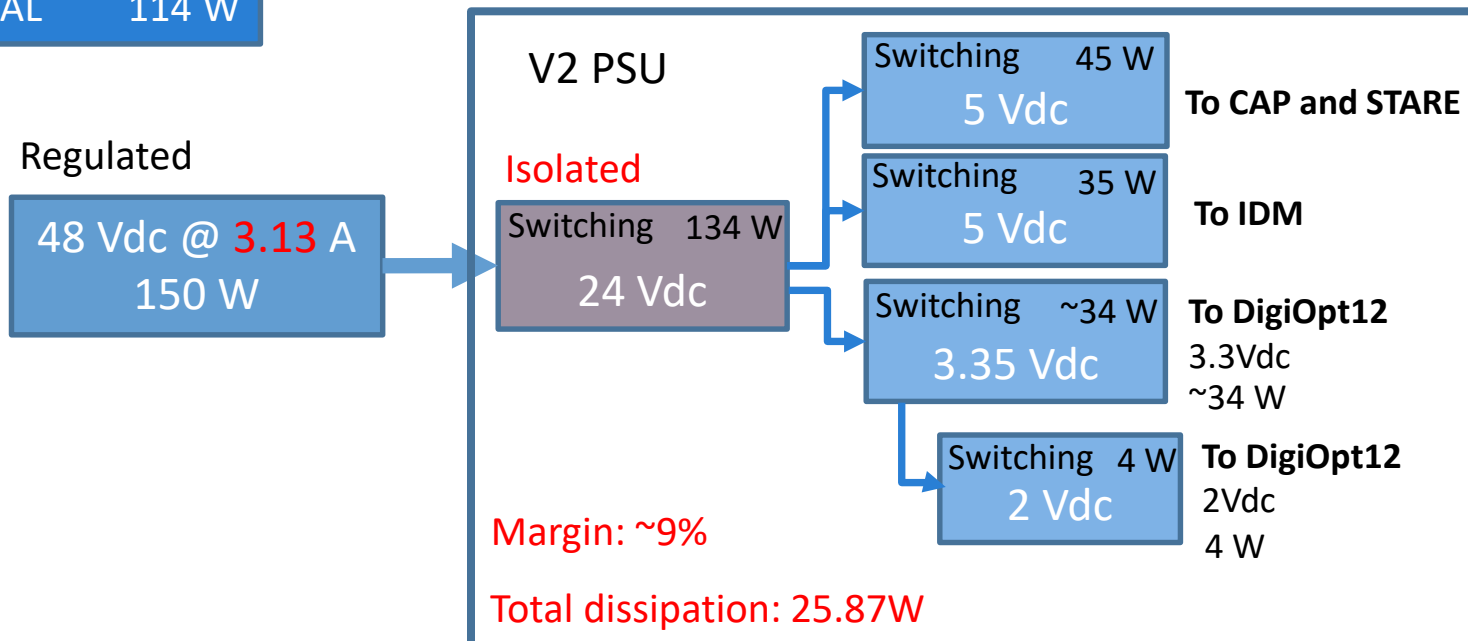 AL 114 W
Regulated
48 Vdc @ 3.13 A
150 W
V2 PSU
Isolated
Switching 134 W
24 Vdc
Switching 45 W
5 Vdc
To CAP and STARE
Switching 35 W
5 Vdc
To IDM
Switching ~34 W
3.35 Vdc
To DigiOpt12
3.3Vdc
~34 W
Switching 4 W
2 Vdc
To DigiOpt12
2Vdc
4 W
Margin: ~9%
Total dissipation: 25.87W